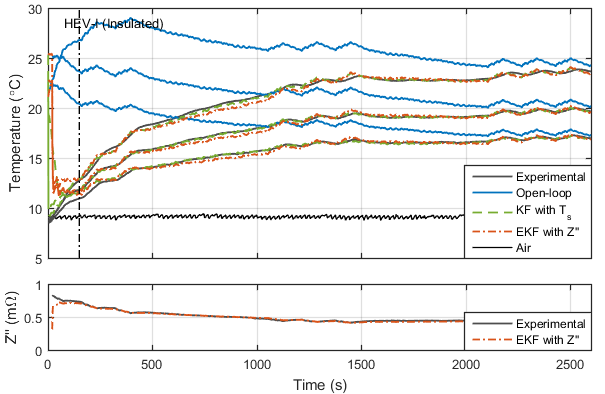 30
HEV-I (Insulated)
25
20
15
10
5
Temperature (°C)
Experimental
Open-loop
KF with Ts
EKF with Z"
Air
1
0.5
0
Z" (mΩ)
Experimental
EKF with Z"
0
500
1000
1500
2000
2500
Time (s)